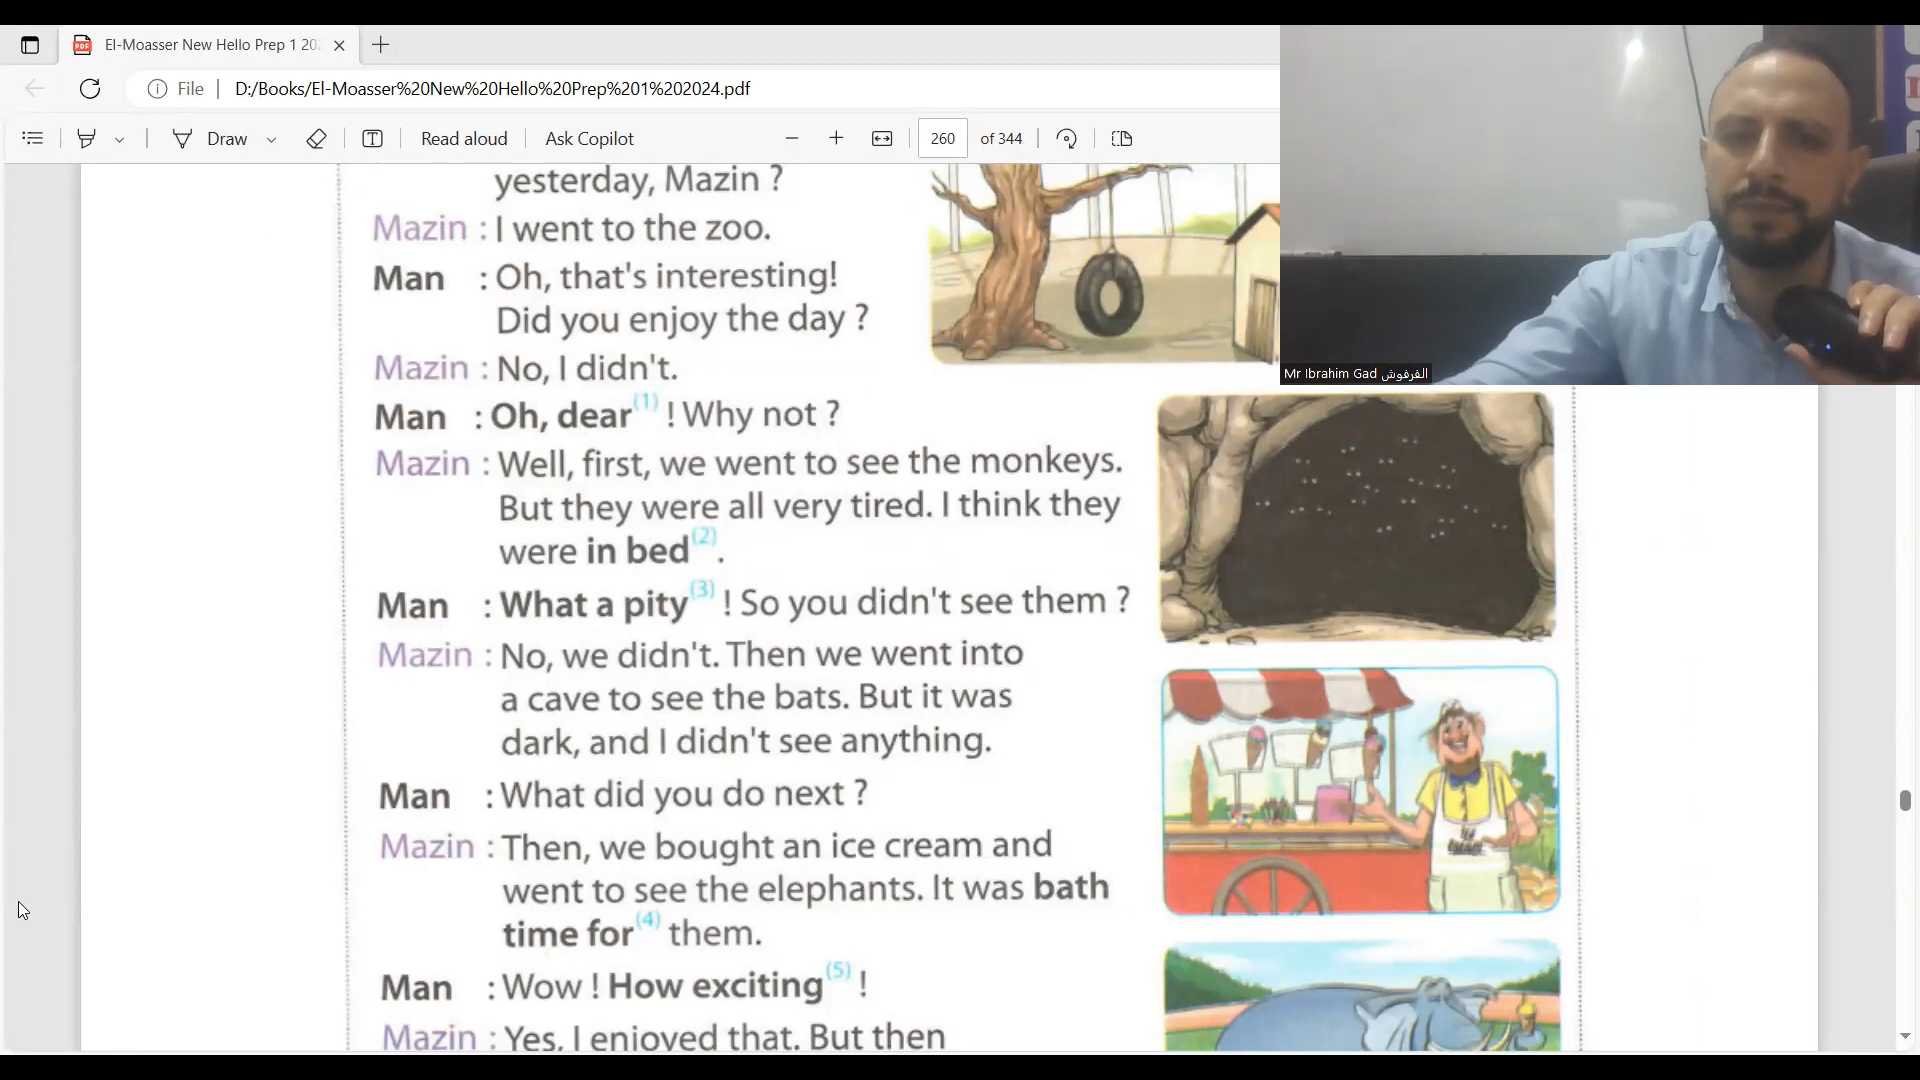 El-Moasser New Hello Prep 1 20
File
D:/Books/El-Moasser%20New%20Hello%20Prep%201%202024.pdf
Draw
Read aloud
Ask Copilot
260 of 344
yesterday, Mazin ?
Mazin : I went to the zoo.
Man : Oh, that's interesting!
Did you enjoy the day ?
Mazin : No, I didn't.
Mr Ibrahim Gad الفرفوش
Man : Oh, dear(1) ! Why not ?
Mazin : Well, first, we went to see the monkeys.
But they were all very tired. I think they
were in bed(2).
Man : What a pity(3) ! So you didn't see them ?
Mazin : No, we didn't. Then we went into
a cave to see the bats. But it was
dark, and I didn't see anything.
Man : What did you do next ?
Mazin : Then, we bought an ice cream and
went to see the elephants. It was bath
time for(4) them.
Man : Wow ! How exciting(5) !
Mazin : Yes, I enjoyed that. But then